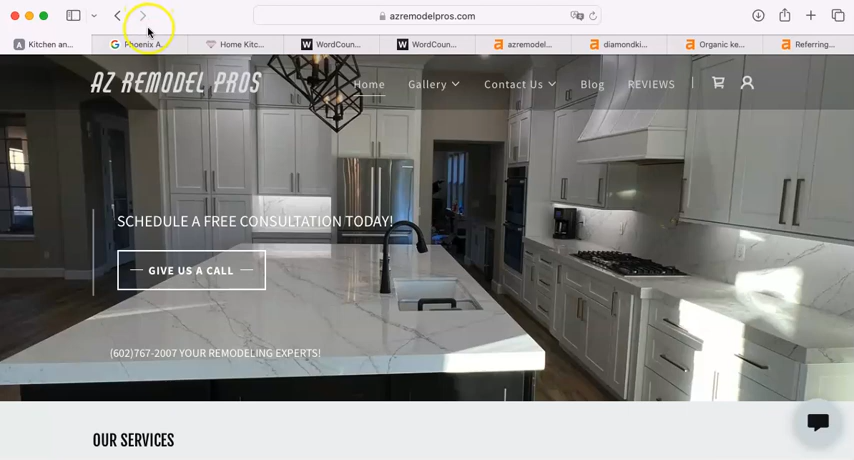 azremodelpros.com
Kitchen an...
Phoenix A...
Home Kitc...
WordCoun...
WordCoun...
azremodel...
diamondki...
Organic ke...
Referring...
AZ REMODEL PROS
Home Gallery Contact Us Blog REVIEWS
SCHEDULE A FREE CONSULTATION TODAY!
GIVE US A CALL
(602)767-2007 YOUR REMODELING EXPERTS!
OUR SERVICES